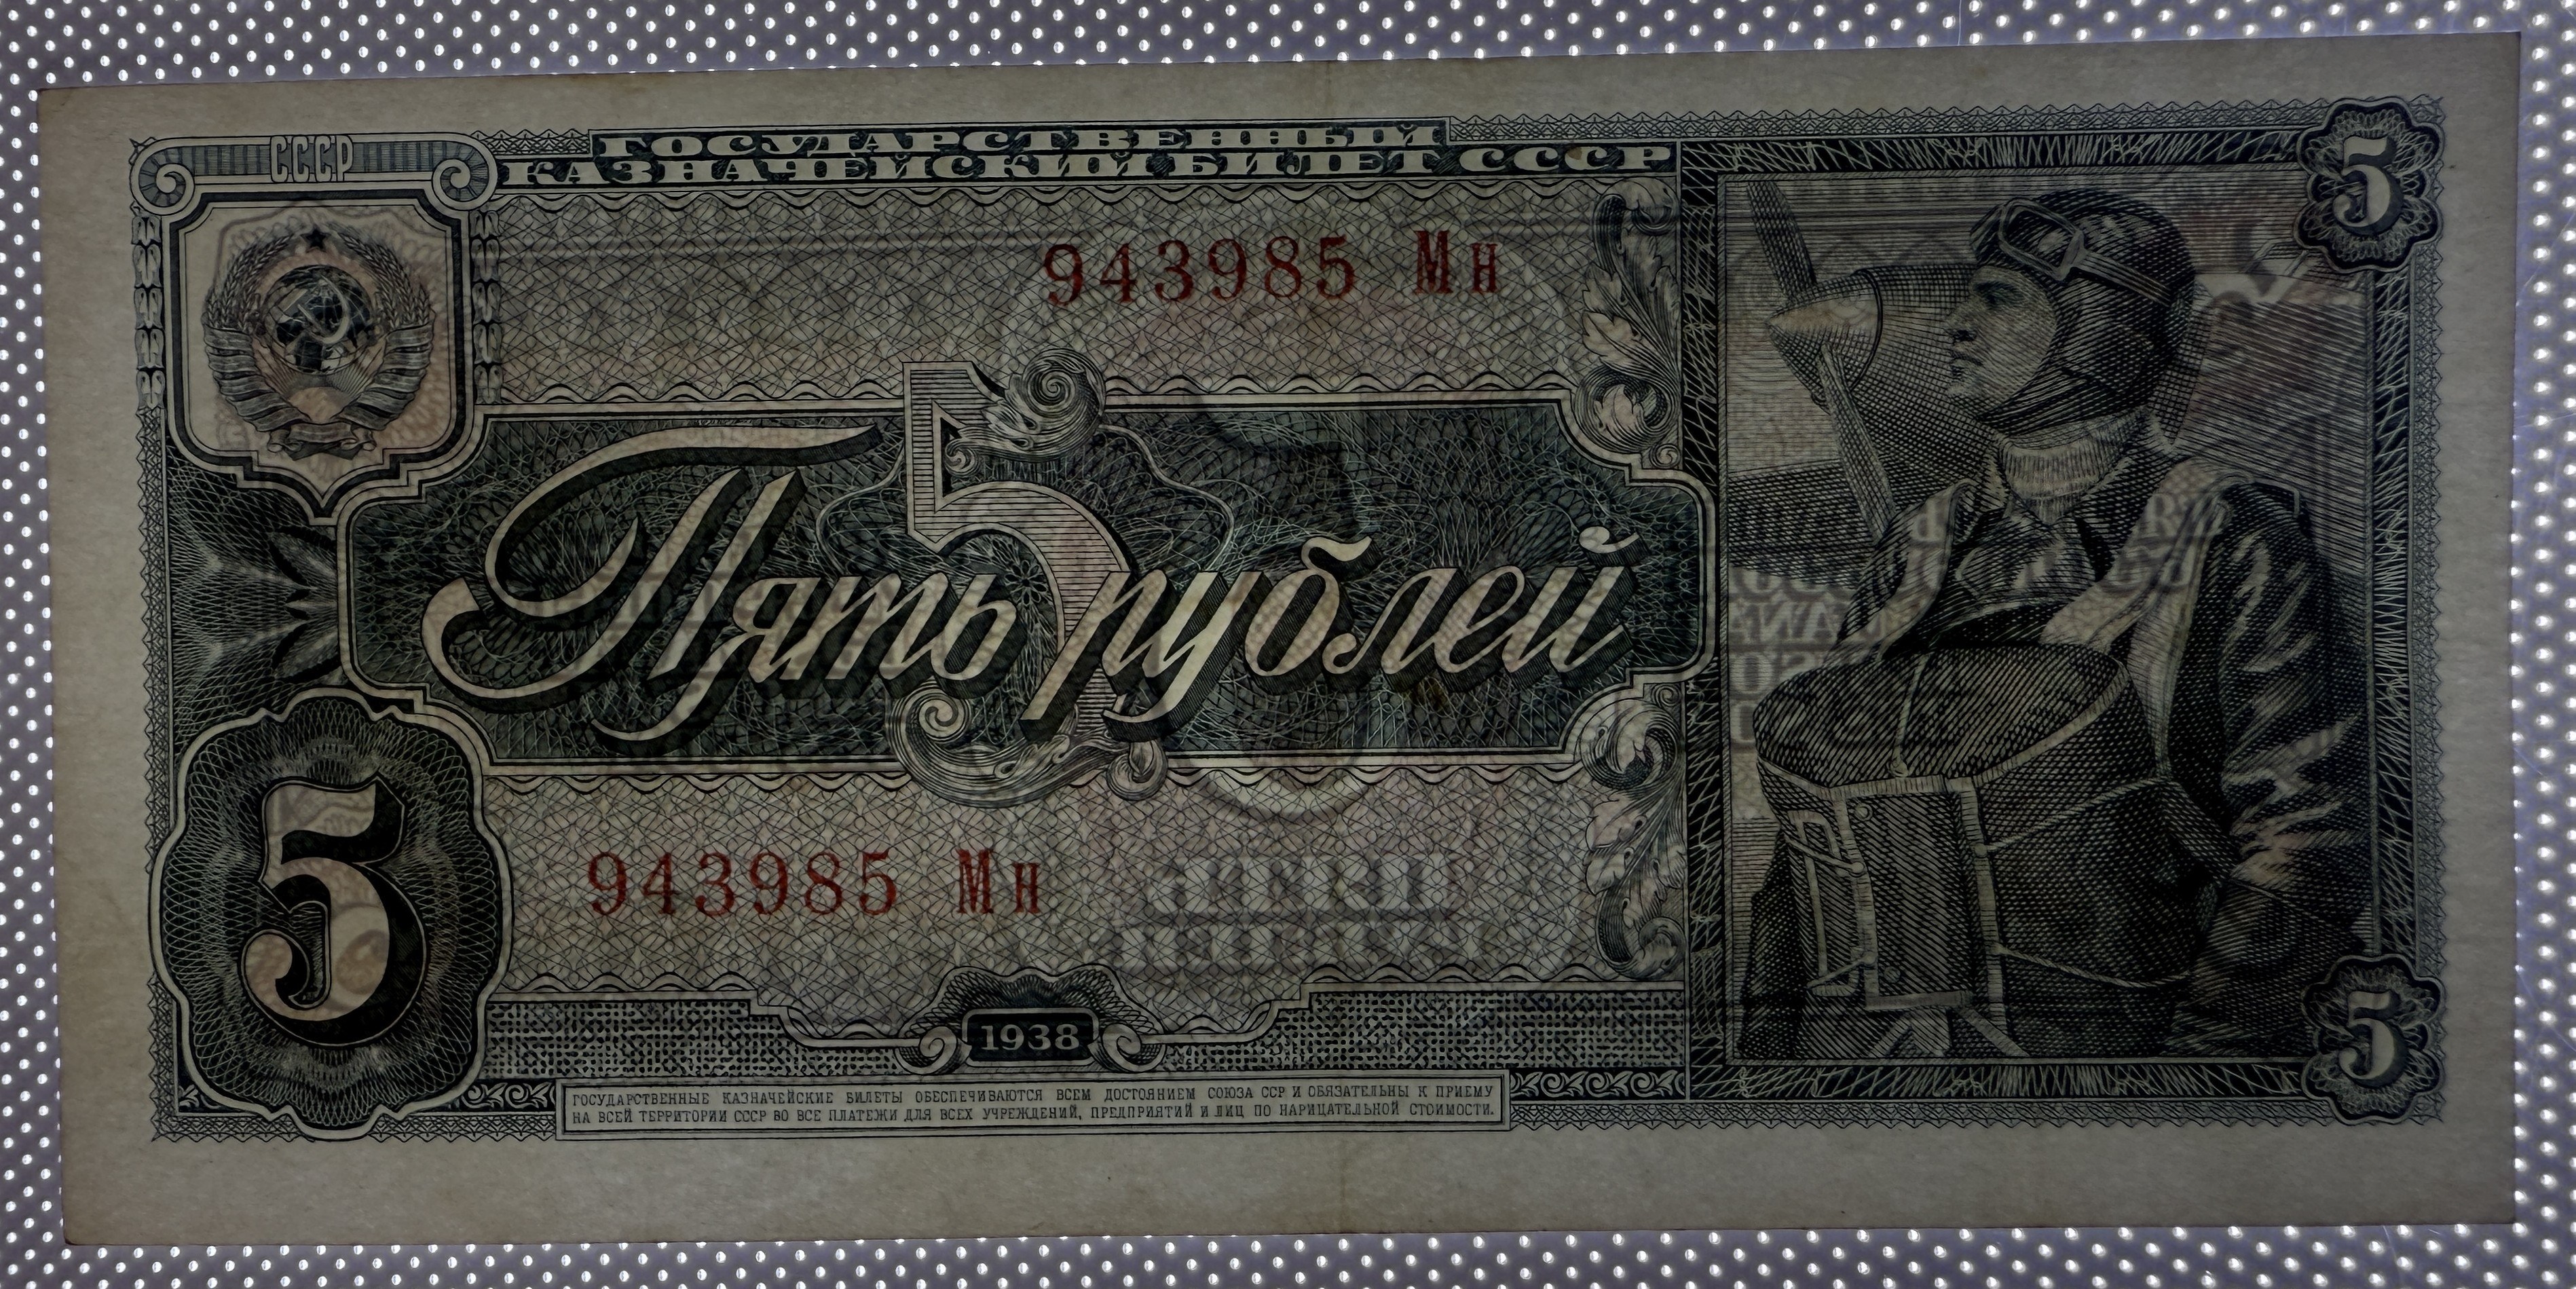 СССР
ГОСУДАРСТВЕННЫЙ
КАЗНАЧЕЙСКИЙ БИЛЕТ СССР
5
943985 Мн
5
Пять рублей
5
943985 Мн
1938
5
ГОСУДАРСТВЕННЫЕ КАЗНАЧЕЙСКИЕ БИЛЕТЫ ОБЕСПЕЧИВАЮТСЯ ВСЕМ ДОСТОЯНИЕМ СОЮЗА ССР И ОБЯЗАТЕЛЬНЫ К ПРИЕМУ
НА ВСЕЙ ТЕРРИТОРИИ СССР ВО ВСЕ ПЛАТЕЖИ ДЛЯ ВСЕХ УЧРЕЖДЕНИЙ, ПРЕДПРИЯТИЙ И ЛИЦ ПО НАРИЦАТЕЛЬНОЙ СТОИМОСТИ.